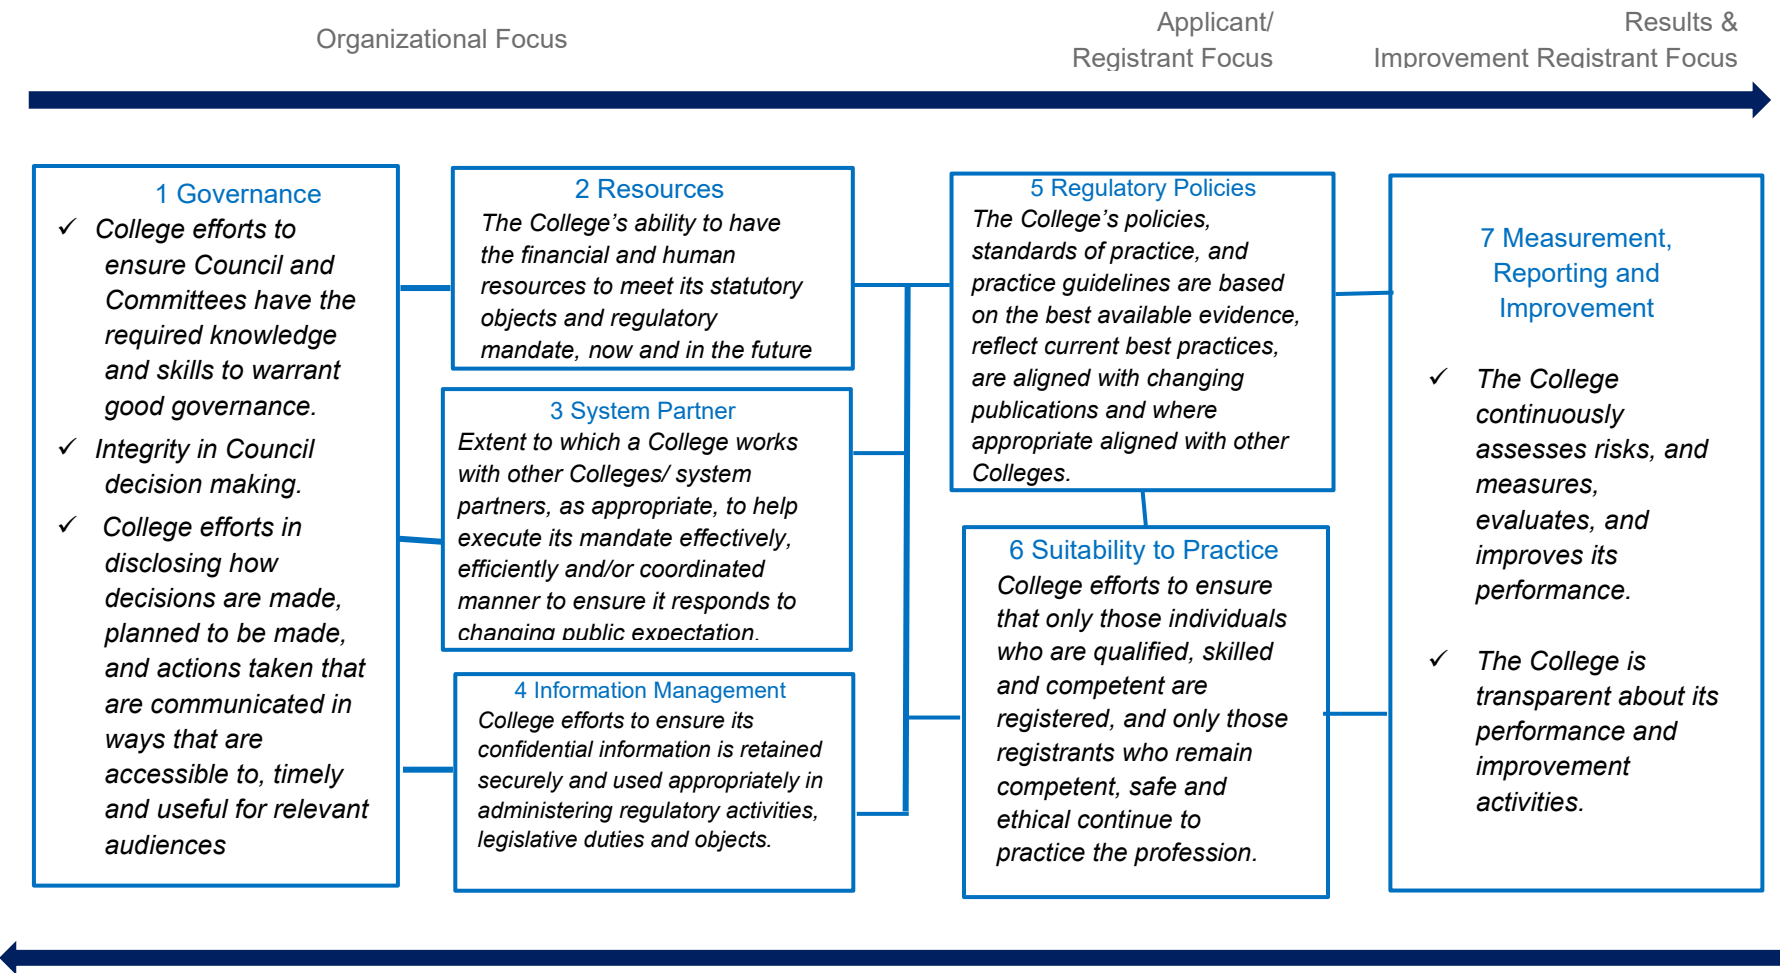 Organizational Focus
Applicant/
Registrant Focus
Results &
Improvement Registrant Focus
1 Governance
✓ College efforts to
ensure Council and
Committees have the
required knowledge
and skills to warrant
good governance.
✓ Integrity in Council
decision making.
✓ College efforts in
disclosing how
decisions are made,
planned to be made,
and actions taken that
are communicated in
ways that are
accessible to, timely
and useful for relevant
audiences
2 Resources
The College’s ability to have
the financial and human
resources to meet its statutory
objects and regulatory
mandate, now and in the future
3 System Partner
Extent to which a College works
with other Colleges/ system
partners, as appropriate, to help
execute its mandate effectively,
efficiently and/or coordinated
manner to ensure it responds to
changing public expectation.
4 Information Management
College efforts to ensure its
confidential information is retained
securely and used appropriately in
administering regulatory activities,
legislative duties and objects.
5 Regulatory Policies
The College’s policies,
standards of practice, and
practice guidelines are based
on the best available evidence,
reflect current best practices,
are aligned with changing
publications and where
appropriate aligned with other
Colleges.
6 Suitability to Practice
College efforts to ensure
that only those individuals
who are qualified, skilled
and competent are
registered, and only those
registrants who remain
competent, safe and
ethical continue to
practice the profession.
7 Measurement,
Reporting and
Improvement
✓ The College
continuously
assesses risks, and
measures,
evaluates, and
improves its
performance.
✓ The College is
transparent about its
performance and
improvement
activities.